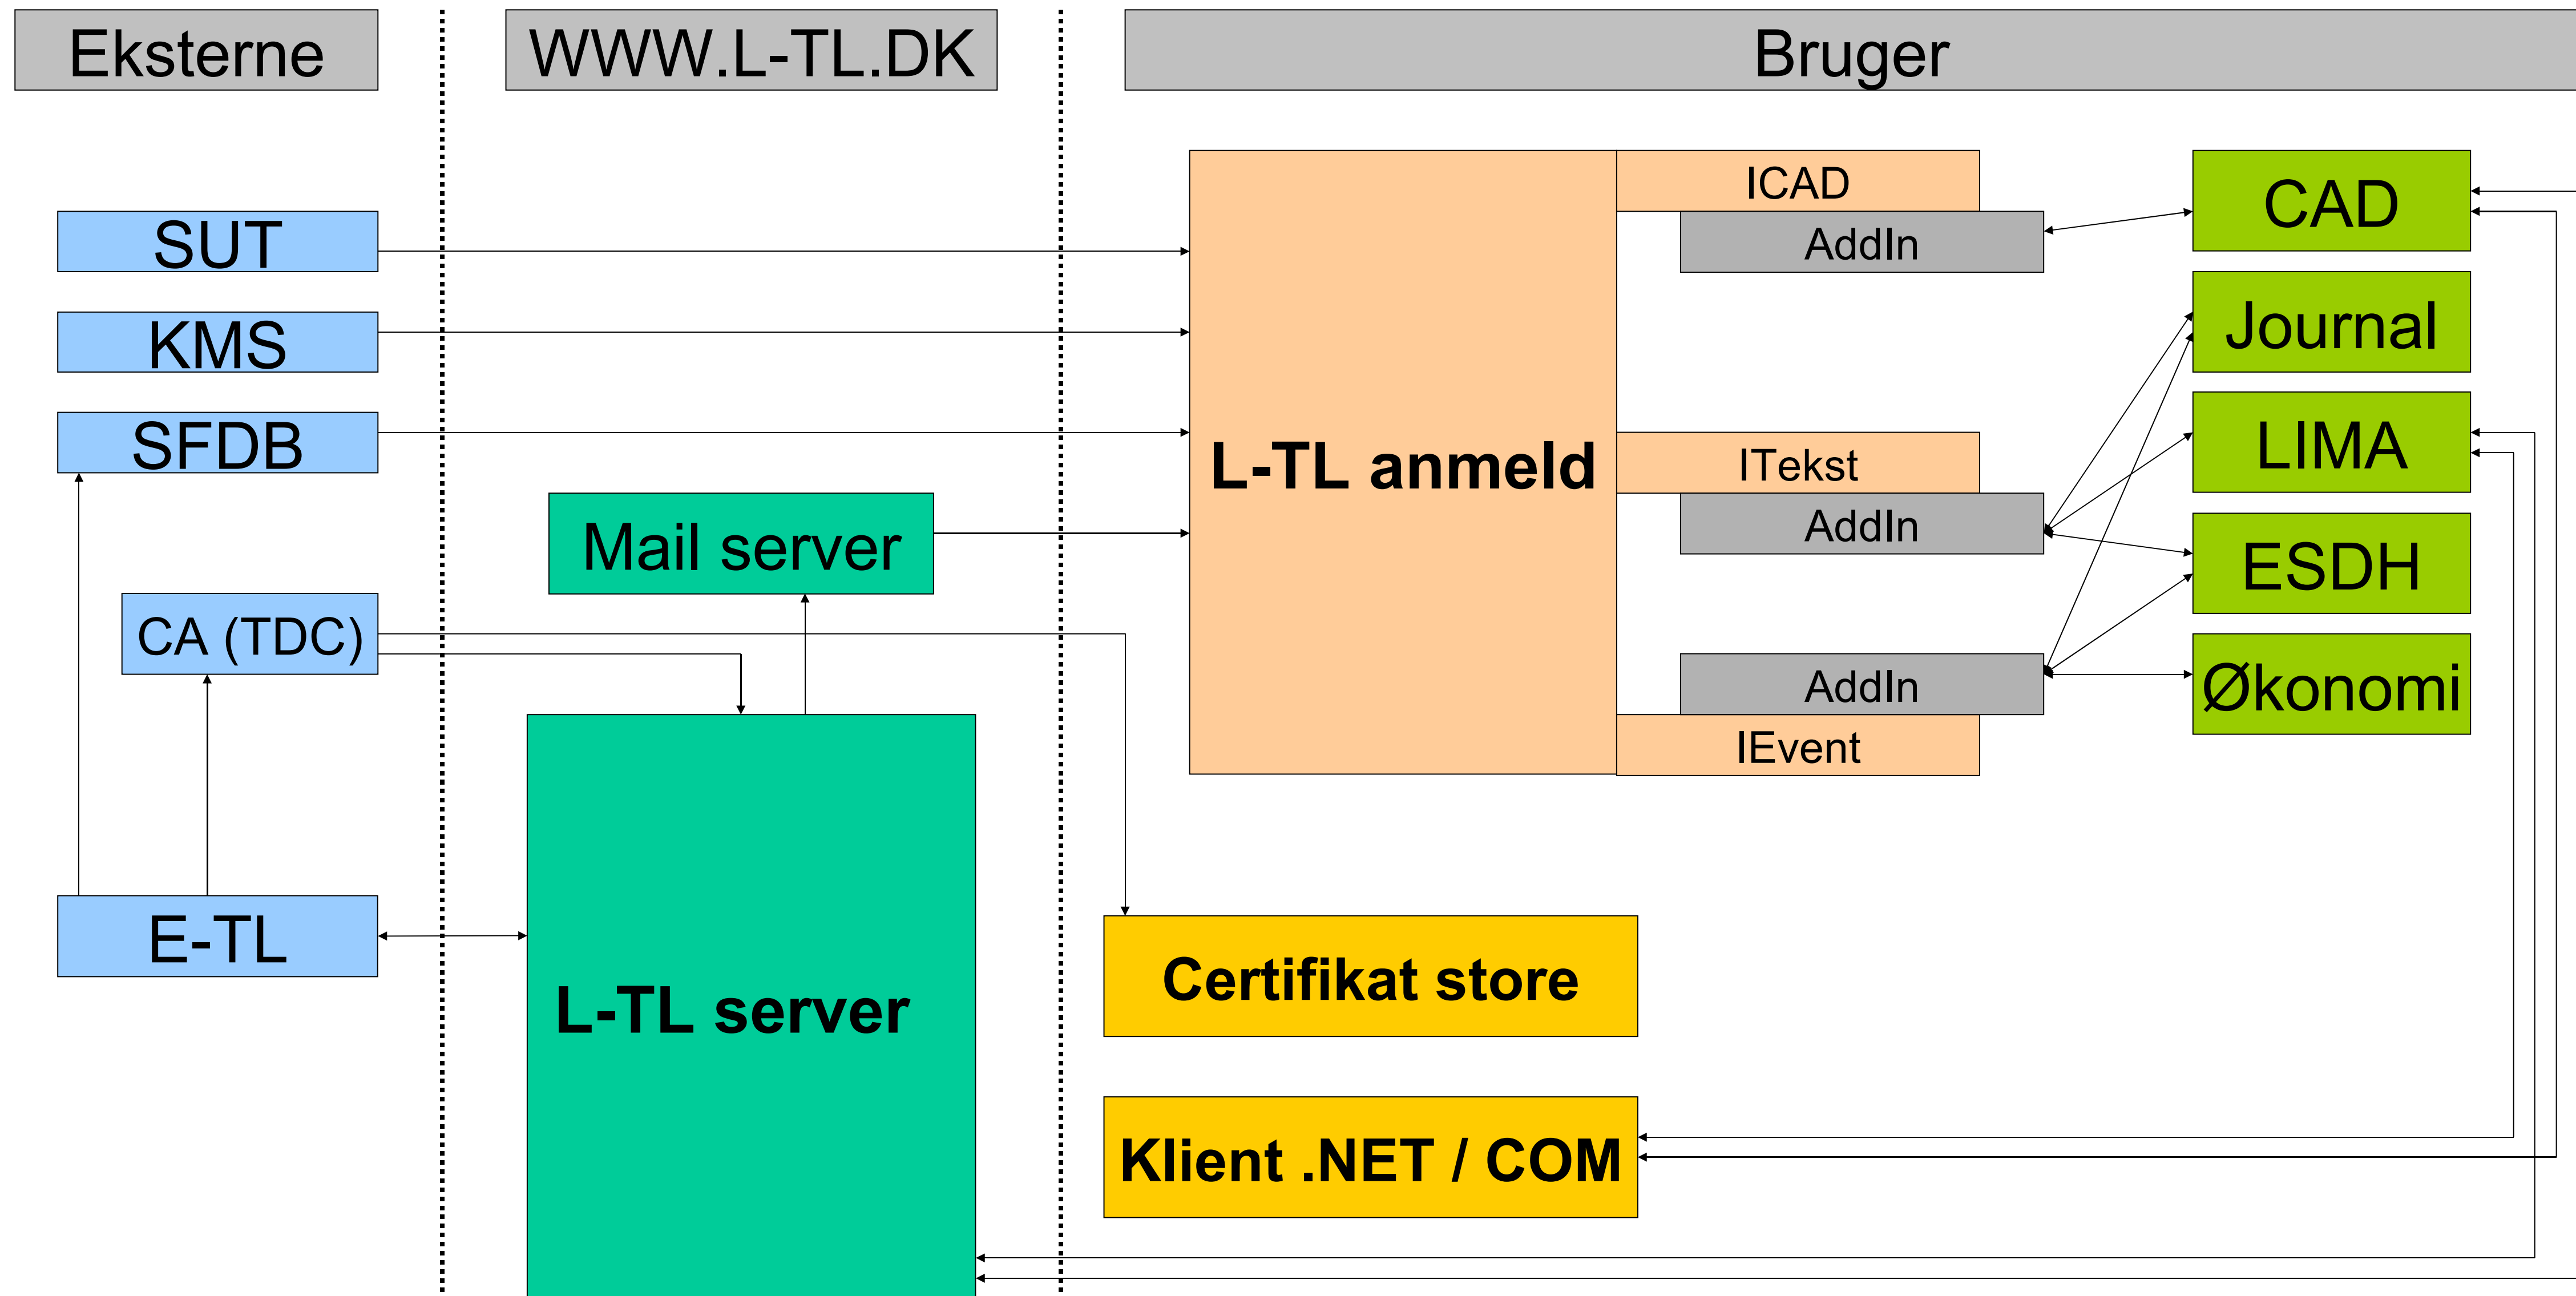 Eksterne
WWW.L-TL.DK
Bruger
SUT
KMS
SFDB
CA (TDC)
E-TL
Mail server
L-TL server
L-TL anmeld
ICAD
AddIn
ITekst
AddIn
AddIn
IEvent
CAD
Journal
LIMA
ESDH
Økonomi
Certifikat store
Klient .NET / COM